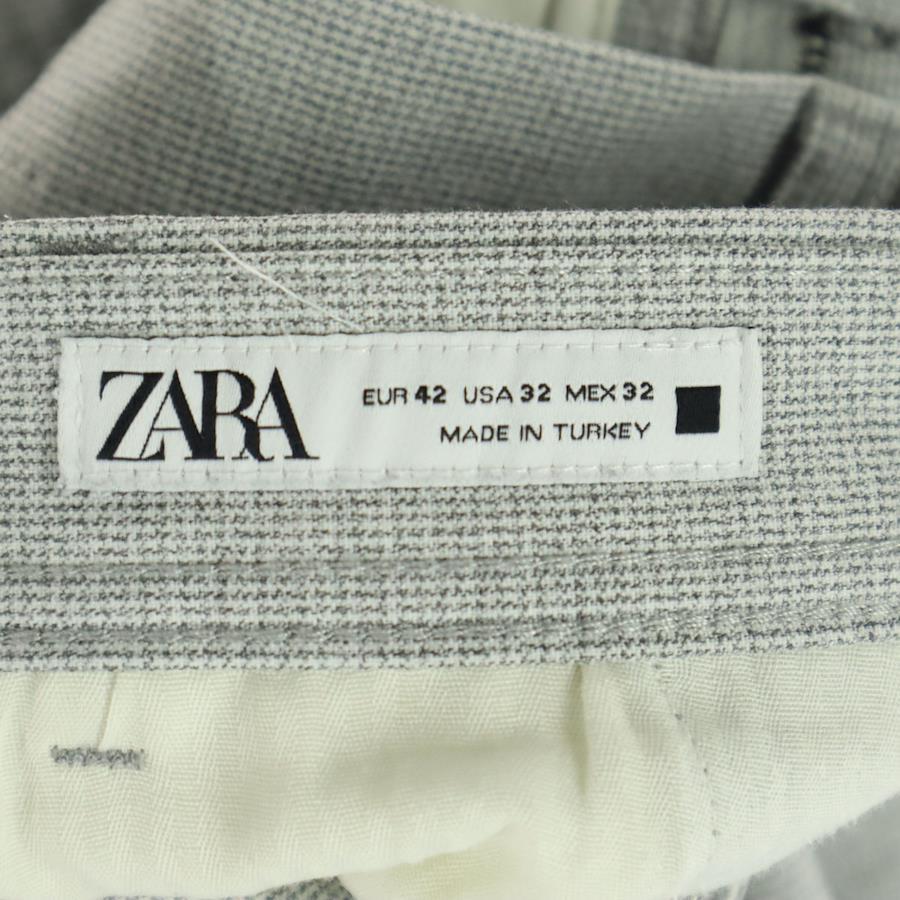 ZARA
EUR 42 USA 32 MEX 32
MADE IN TURKEY